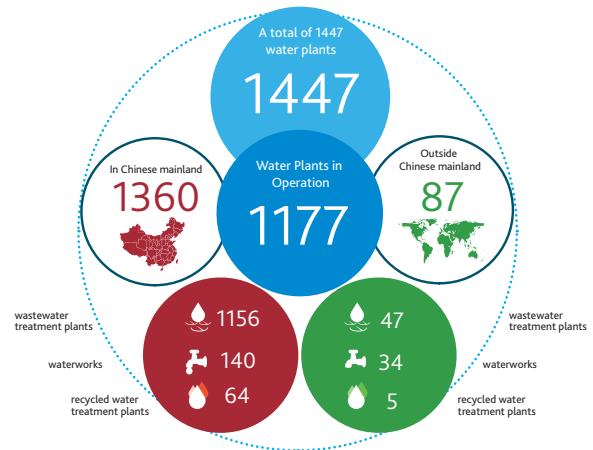 A total of 1447
water plants
1447
In Chinese mainland
1360
Water Plants in
Operation
1177
Outside
Chinese mainland
87
wastewater
treatment plants
1156
47
wastewater
treatment plants
waterworks
140
34
waterworks
recycled water
treatment plants
64
5
recycled water
treatment plants